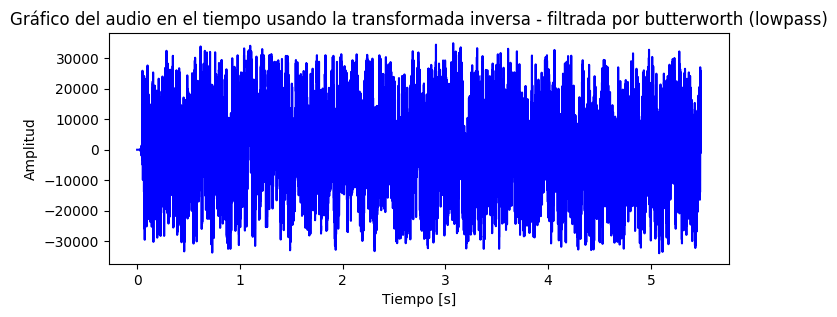 Gráfico del audio en el tiempo usando la transformada inversa - filtrada por butterworth (lowpass)
30000
20000
10000
0
−10000
−20000
−30000
Amplitud
0 1 2 3 4 5
Tiempo [s]